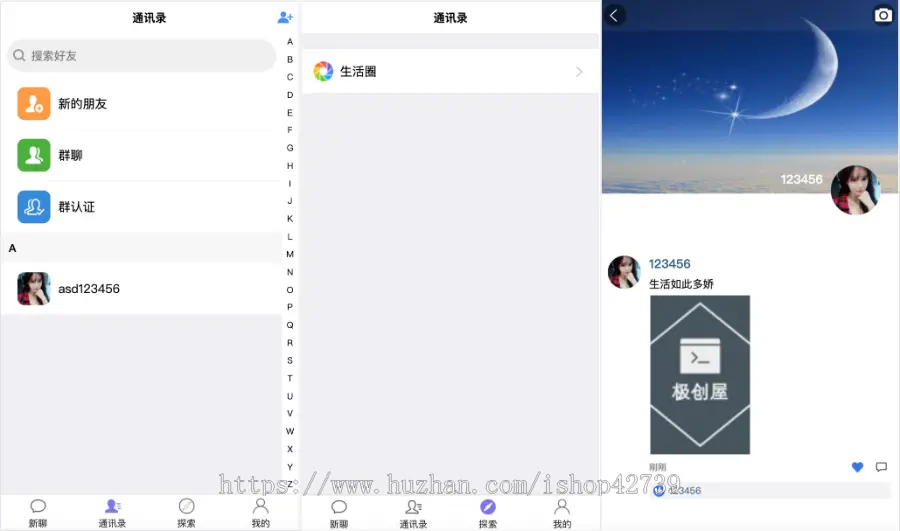 通讯录
搜索好友
新的朋友
群聊
群认证
A
asd123456
A
B
C
D
E
F
G
H
I
J
K
L
M
N
O
P
Q
R
S
T
U
V
W
X
Y
Z
新聊
通讯录
探索
我的
通讯录
生活圈
新聊
通讯录
探索
我的
123456
123456
生活如此多娇
极创屋
刚刚
123456
https://www.huzhan.com/ishop42739